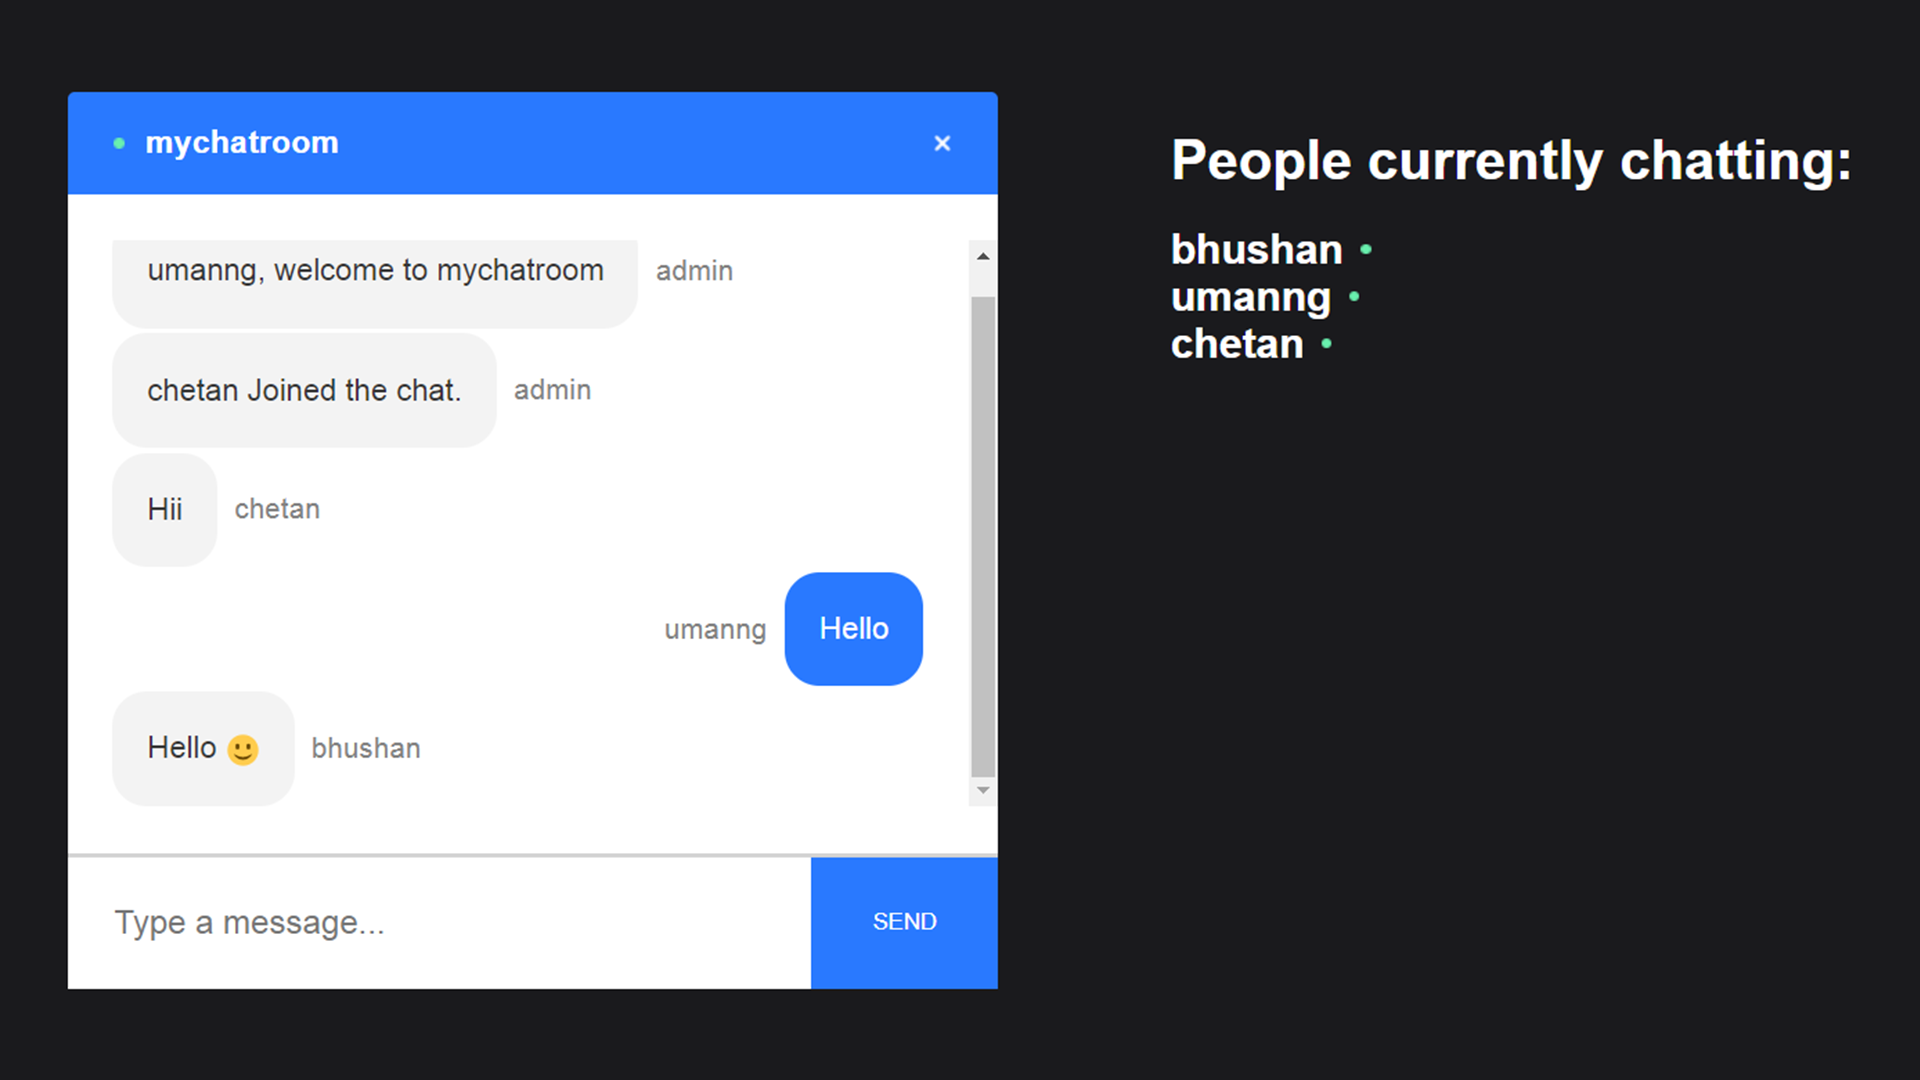 mychatroom ×
umanng, welcome to mychatroom admin
chetan Joined the chat. admin
Hii chetan
umanng Hello
Hello 🙂 bhushan
Type a message...
SEND
People currently chatting:
bhushan
umanng
chetan